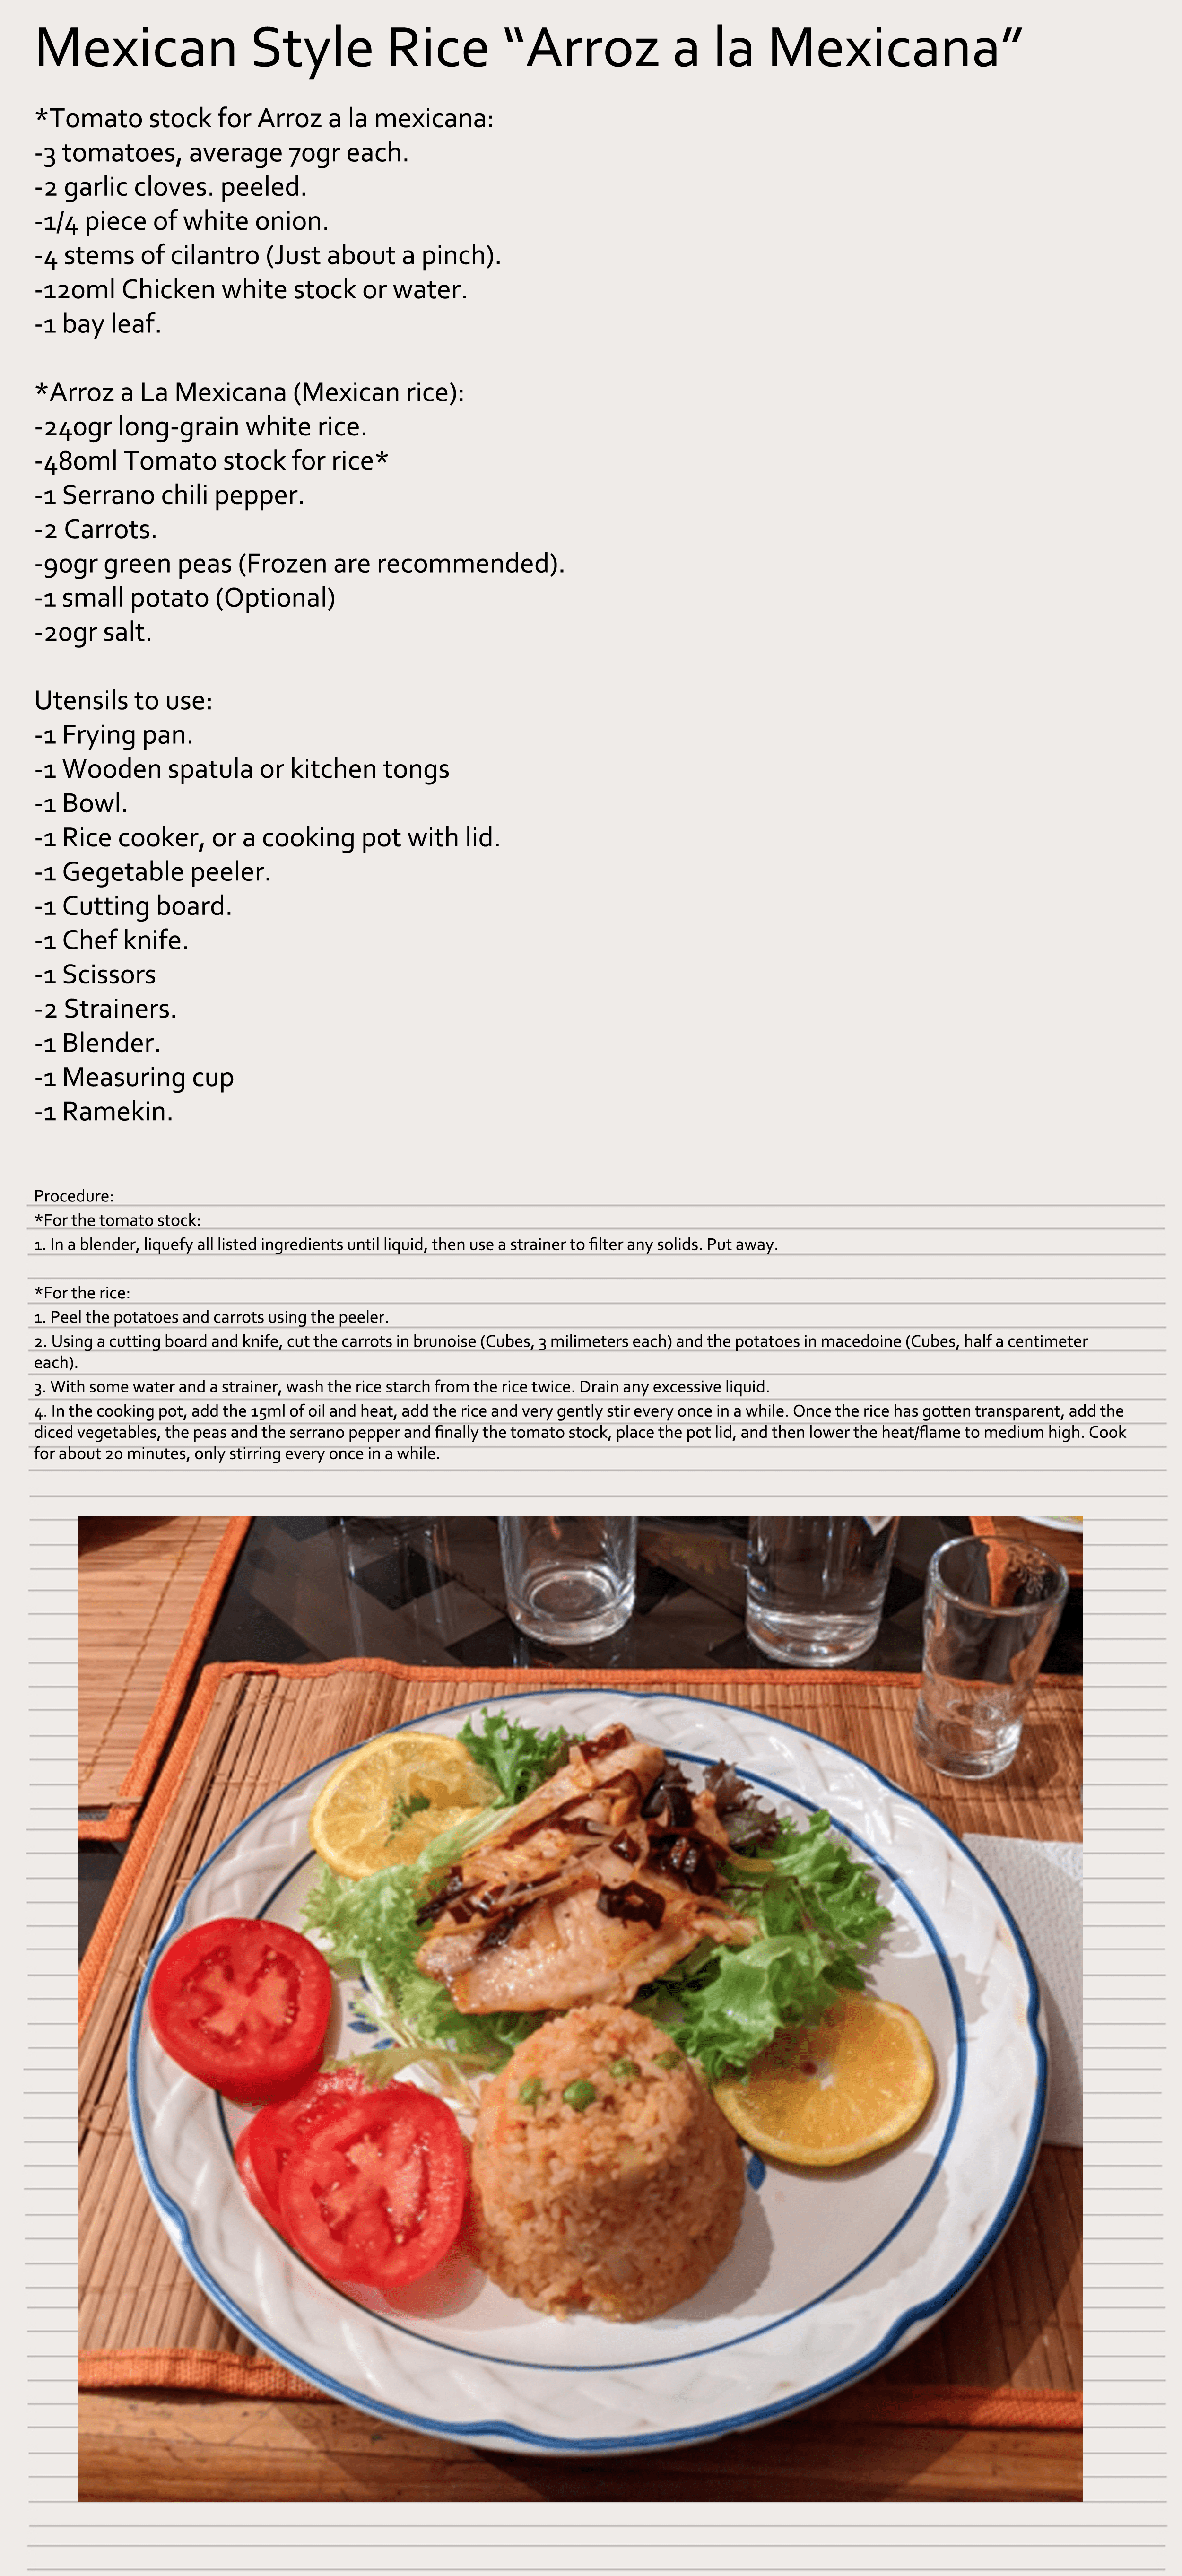 Mexican Style Rice “Arroz a la Mexicana”
*Tomato stock for Arroz a la mexicana:
-3 tomatoes, average 70gr each.
-2 garlic cloves. peeled.
-1/4 piece of white onion.
-4 stems of cilantro (Just about a pinch).
-120ml Chicken white stock or water.
-1 bay leaf.
*Arroz a La Mexicana (Mexican rice):
-240gr long-grain white rice.
-480ml Tomato stock for rice*
-1 Serrano chili pepper.
-2 Carrots.
-90gr green peas (Frozen are recommended).
-1 small potato (Optional)
-20gr salt.
Utensils to use:
-1 Frying pan.
-1 Wooden spatula or kitchen tongs
-1 Bowl.
-1 Rice cooker, or a cooking pot with lid.
-1 Gegetable peeler.
-1 Cutting board.
-1 Chef knife.
-1 Scissors
-2 Strainers.
-1 Blender.
-1 Measuring cup
-1 Ramekin.
Procedure:
*For the tomato stock:
1. In a blender, liquefy all listed ingredients until liquid, then use a strainer to filter any solids. Put away.
*For the rice:
1. Peel the potatoes and carrots using the peeler.
2. Using a cutting board and knife, cut the carrots in brunoise (Cubes, 3 milimeters each) and the potatoes in macedoine (Cubes, half a centimeter
each).
3. With some water and a strainer, wash the rice starch from the rice twice. Drain any excessive liquid.
4. In the cooking pot, add the 15ml of oil and heat, add the rice and very gently stir every once in a while. Once the rice has gotten transparent, add the
diced vegetables, the peas and the serrano pepper and finally the tomato stock, place the pot lid, and then lower the heat/flame to medium high. Cook
for about 20 minutes, only stirring every once in a while.